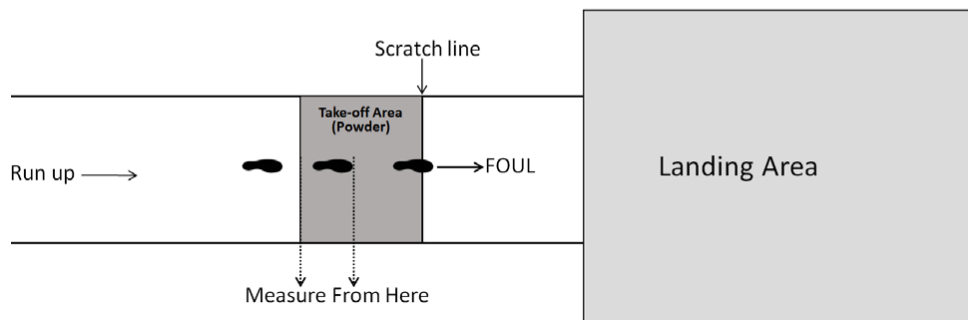 Scratch line
Take-off Area
(Powder)
Run up
FOUL
Landing Area
Measure From Here